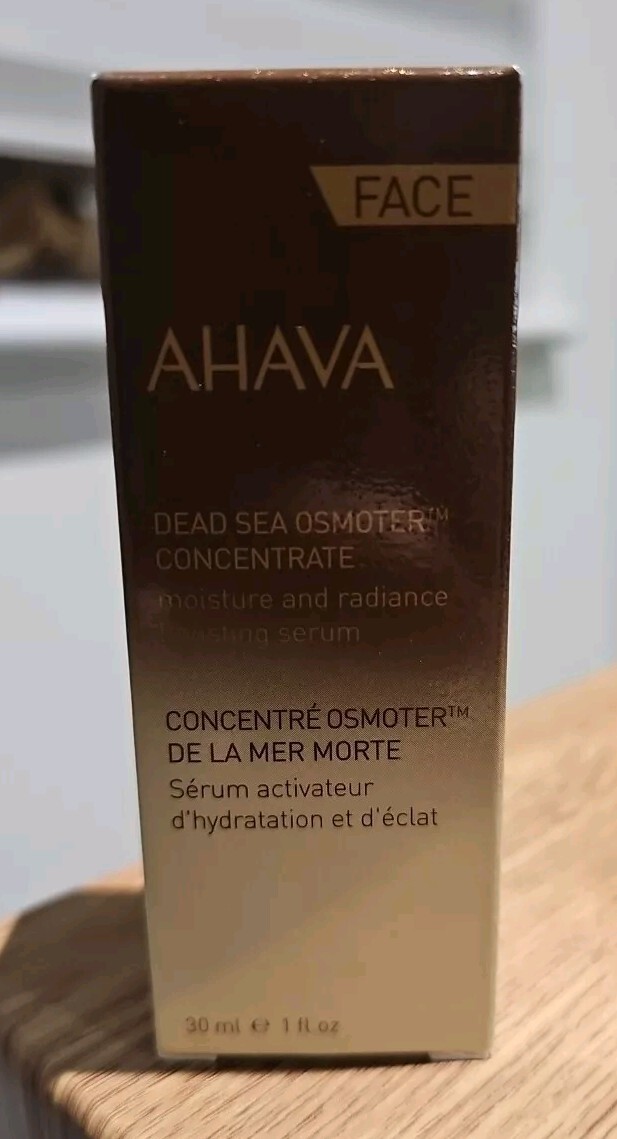 FACE
AHAVA
DEAD SEA OSMOTER™
CONCENTRATE
moisture and radiance
boosting serum
CONCENTRÉ OSMOTER™
DE LA MER MORTE
Sérum activateur
d'hydratation et d'éclat
30 ml ℮ 1 fl oz